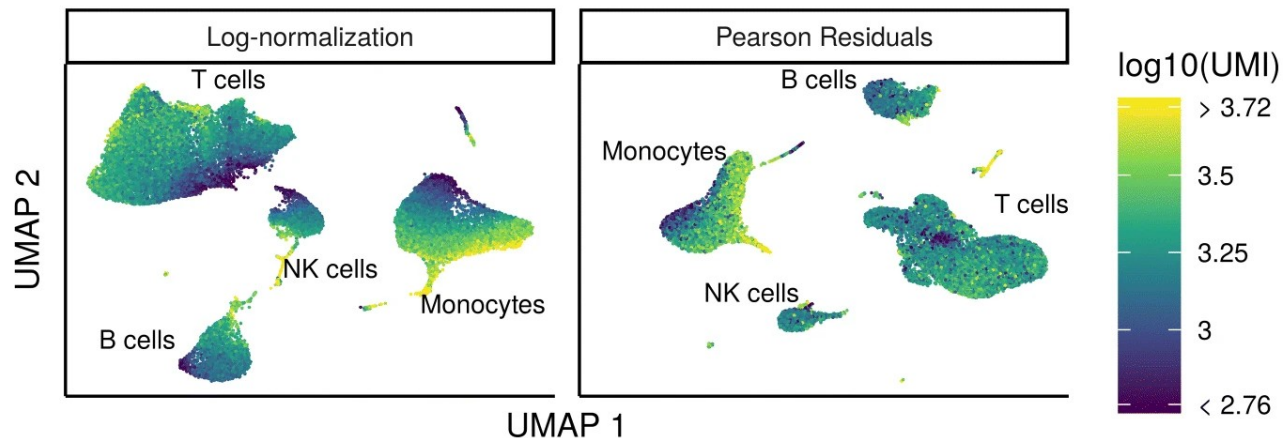 Log-normalization
Pearson Residuals
T cells
NK cells
Monocytes
B cells
B cells
Monocytes
T cells
NK cells
UMAP 2
UMAP 1
log10(UMI)
> 3.72
3.5
3.25
3
< 2.76